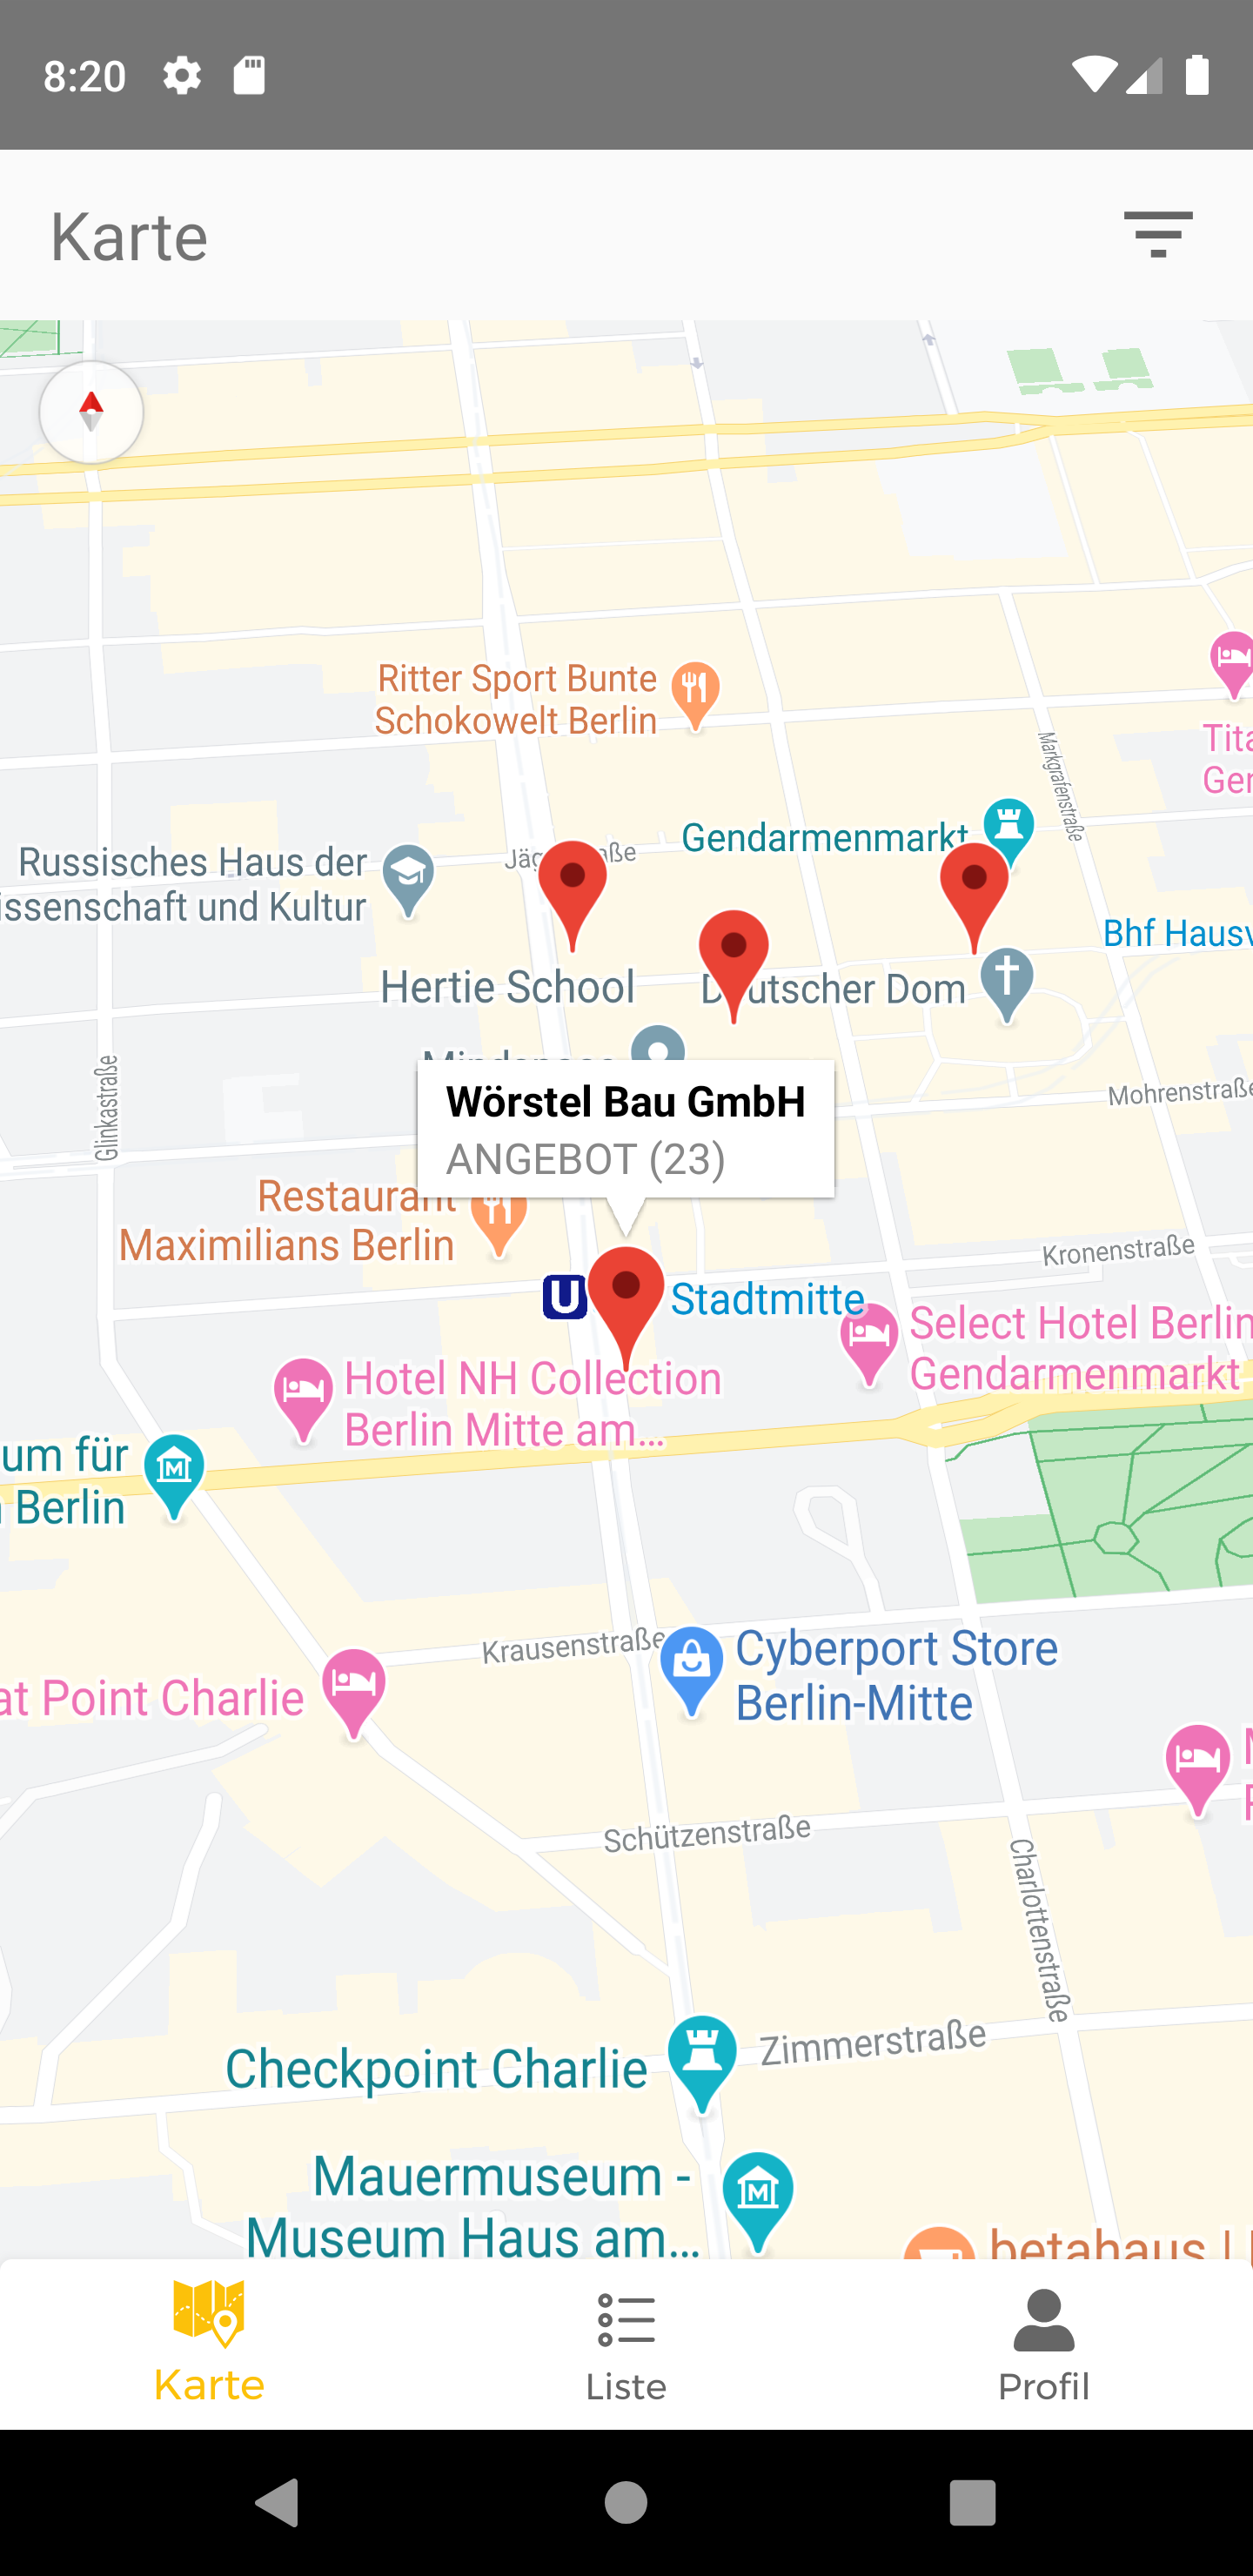 8:20
Karte
Ritter Sport Bunte
Schokowelt Berlin
Gendarmenmarkt
Markgrafenstraße
Russisches Haus der
issenschaft und Kultur
Hertie School
Deutscher Dom
Bhf Hausv
Glinkastraße
Mohrenstraße
Wörstel Bau GmbH
ANGEBOT (23)
Restaurant
Maximilians Berlin
Kronenstraße
U
Stadtmitte
Select Hotel Berlin
Gendarmenmarkt
Hotel NH Collection
Berlin Mitte am...
um für
Berlin
Krausenstraße
Cyberport Store
Berlin-Mitte
at Point Charlie
Schützenstraße
Charlottenstraße
Zimmerstraße
Checkpoint Charlie
Mauermuseum -
Museum Haus am...
betahaus |
Karte
Liste
Profil